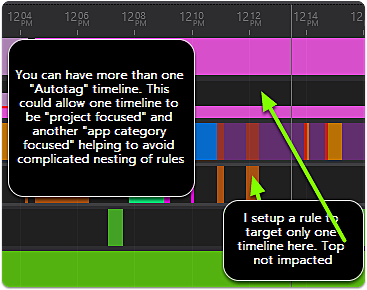 12:04 PM
12:06 PM
12:08 PM
12:10 PM
12:12 PM
12:14 PM
You can have more than one
"Autotag" timeline. This
could allow one timeline to
be "project focused" and
another "app category
focused" helping to avoid
complicated nesting of rules
I setup a rule to
target only one
timeline here. Top
not impacted